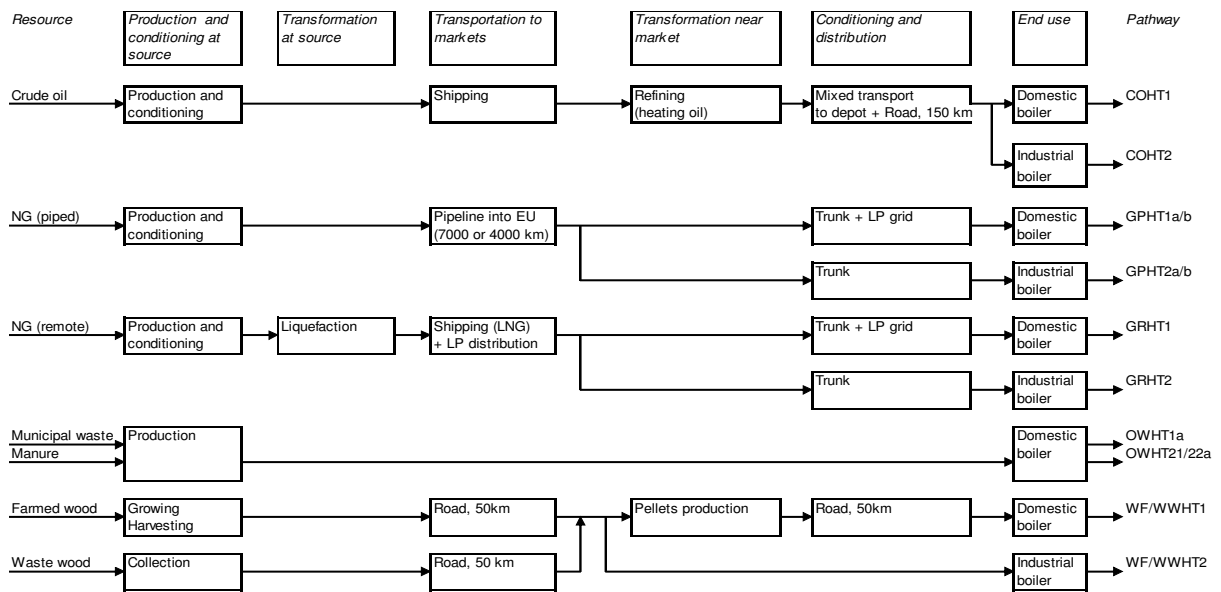 Resource
Production and
conditioning at
source
Transformation
at source
Transportation to
markets
Transformation near
market
Conditioning and
distribution
End use
Pathway
Crude oil
Production and
conditioning
Shipping
Refining
(heating oil)
Mixed transport
to depot + Road, 150 km
Domestic
boiler
COHT1
Industrial
boiler
COHT2
NG (piped)
Production and
conditioning
Pipeline into EU
(7000 or 4000 km)
Trunk + LP grid
Domestic
boiler
GPHT1a/b
Trunk
Industrial
boiler
GPHT2a/b
NG (remote)
Production and
conditioning
Liquefaction
Shipping (LNG)
+ LP distribution
Trunk + LP grid
Domestic
boiler
GRHT1
Trunk
Industrial
boiler
GRHT2
Municipal waste
Manure
Production
Domestic
boiler
OWHT1a
OWHT21/22a
Farmed wood
Growing
Harvesting
Road, 50km
Pellets production
Road, 50km
Domestic
boiler
WF/WWHT1
Waste wood
Collection
Road, 50 km
Industrial
boiler
WF/WWHT2